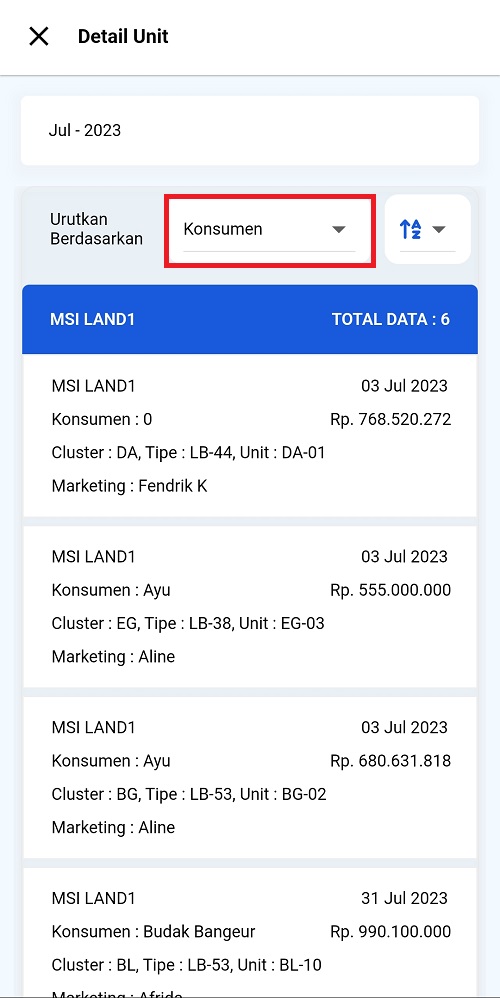 Detail Unit
Jul - 2023
Urutkan
Berdasarkan
Konsumen
MSI LAND1 TOTAL DATA : 6
MSI LAND1 03 Jul 2023
Konsumen : 0 Rp. 768.520.272
Cluster : DA, Tipe : LB-44, Unit : DA-01
Marketing : Fendrik K
MSI LAND1 03 Jul 2023
Konsumen : Ayu Rp. 555.000.000
Cluster : EG, Tipe : LB-38, Unit : EG-03
Marketing : Aline
MSI LAND1 03 Jul 2023
Konsumen : Ayu Rp. 680.631.818
Cluster : BG, Tipe : LB-53, Unit : BG-02
Marketing : Aline
MSI LAND1 31 Jul 2023
Konsumen : Budak Bangeur Rp. 990.100.000
Cluster : BL, Tipe : LB-53, Unit : BL-10
Marketing :